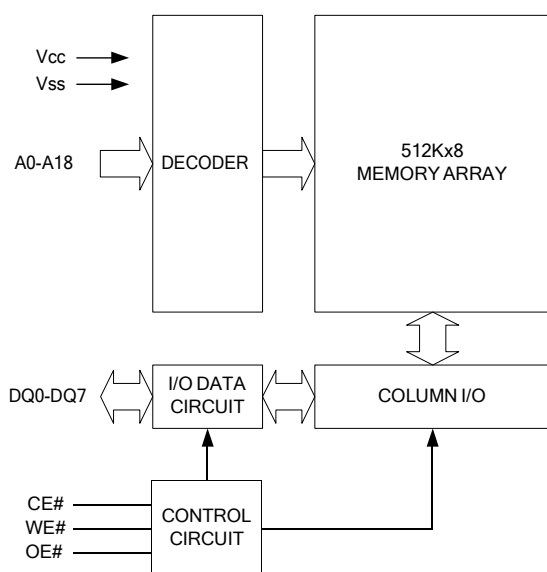 Vcc
Vss
A0-A18
DECODER
512Kx8
MEMORY ARRAY
DQ0-DQ7
I/O DATA
CIRCUIT
COLUMN I/O
CE#
WE#
OE#
CONTROL
CIRCUIT